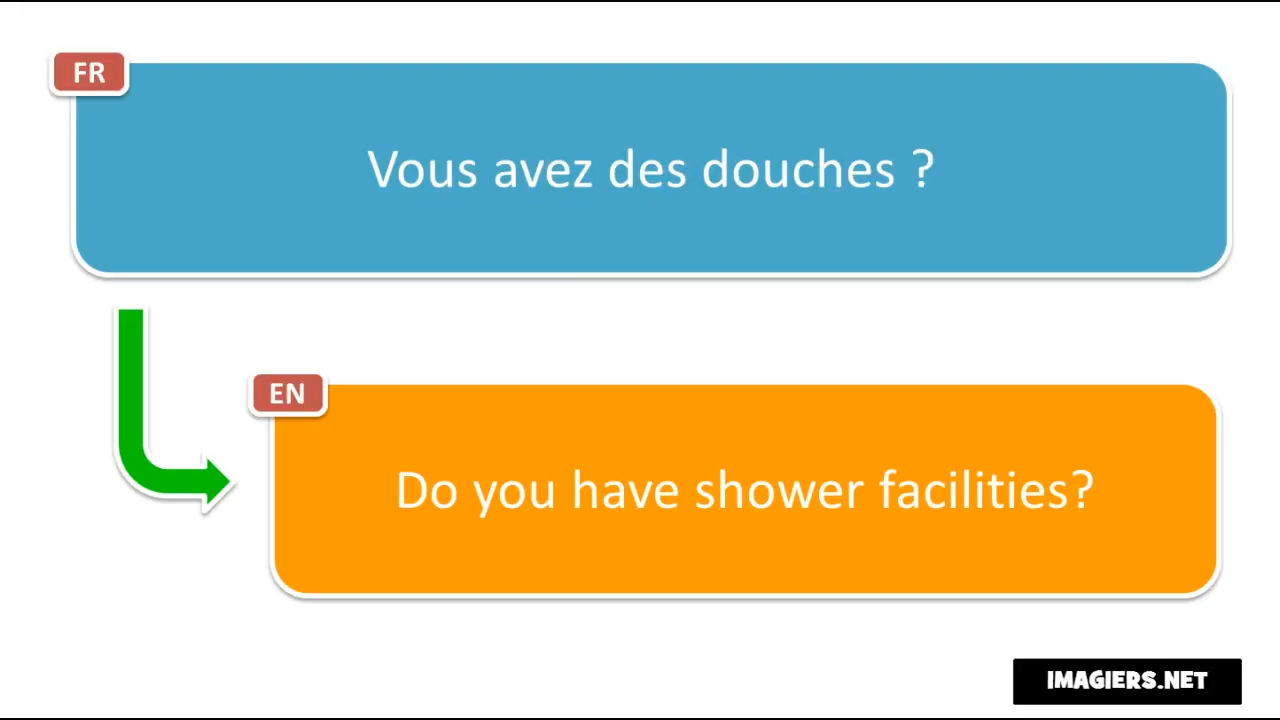 FR
Vous avez des douches ?
EN
Do you have shower facilities?
IMAGIERS.NET